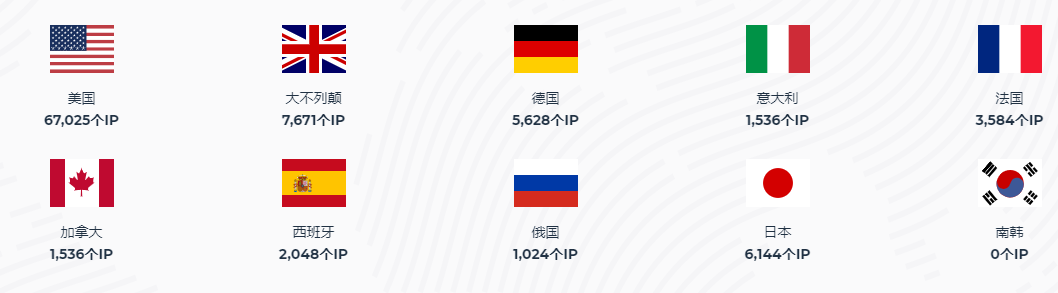 美国
67,025个IP
大不列颠
7,671个IP
德国
5,628个IP
意大利
1,536个IP
法国
3,584个IP
加拿大
1,536个IP
西班牙
2,048个IP
俄国
1,024个IP
日本
6,144个IP
南韩
0个IP